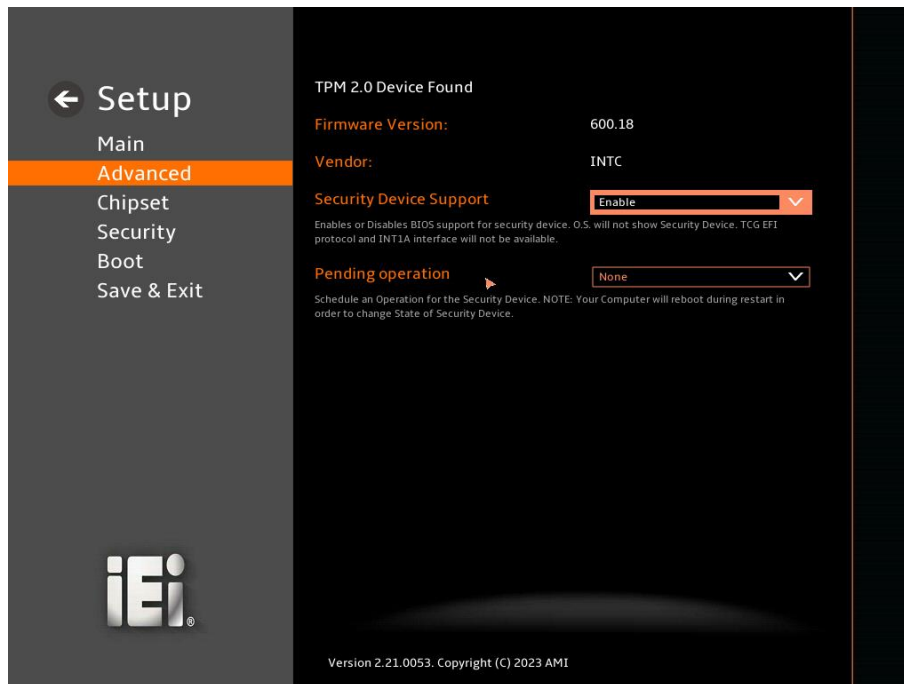 Setup
Main
Advanced
Chipset
Security
Boot
Save & Exit
TPM 2.0 Device Found
Firmware Version: 600.18
Vendor: INTC
Security Device Support Enable
Enables or Disables BIOS support for security device. O.S. will not show Security Device. TCG EFI
protocol and INT1A interface will not be available.
Pending operation None
Schedule an Operation for the Security Device. NOTE: Your Computer will reboot during restart in
order to change State of Security Device.
iEi®
Version 2.21.0053. Copyright (C) 2023 AMI